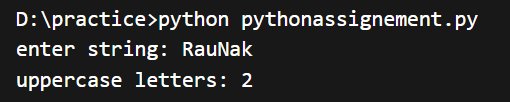 D:\practice>python pythonassignement.py
enter string: RauNak
uppercase letters: 2